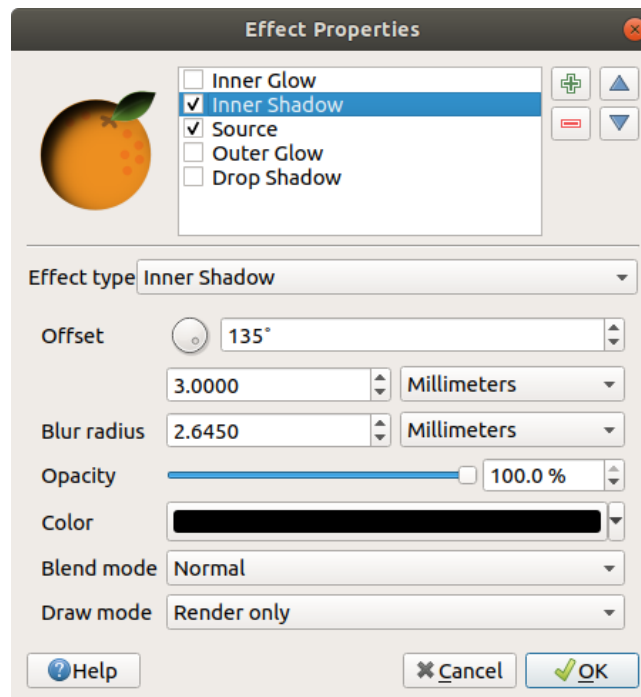 Effect Properties
Inner Glow
Inner Shadow
Source
Outer Glow
Drop Shadow
Effect type Inner Shadow
Offset 135°
3.0000 Millimeters
Blur radius 2.6450 Millimeters
Opacity 100.0 %
Color
Blend mode Normal
Draw mode Render only
Help Cancel OK